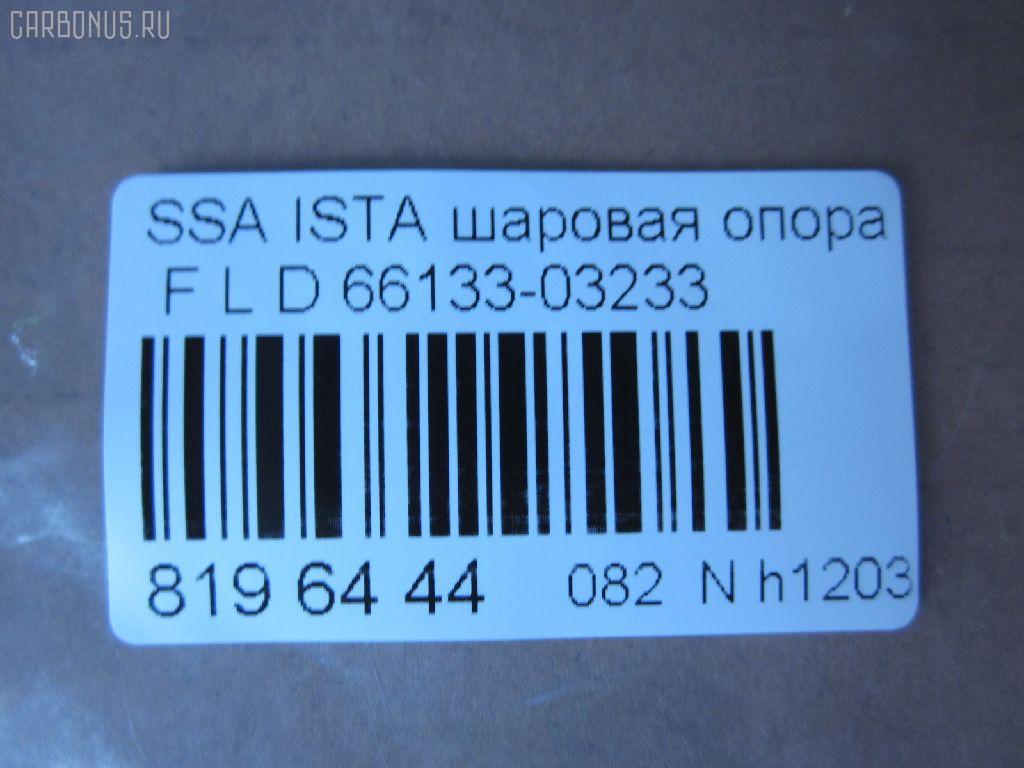 CARBONUS.RU
SSA ISTA шаровая опора
F L D 66133-03233
819 64 44 082 N h1203